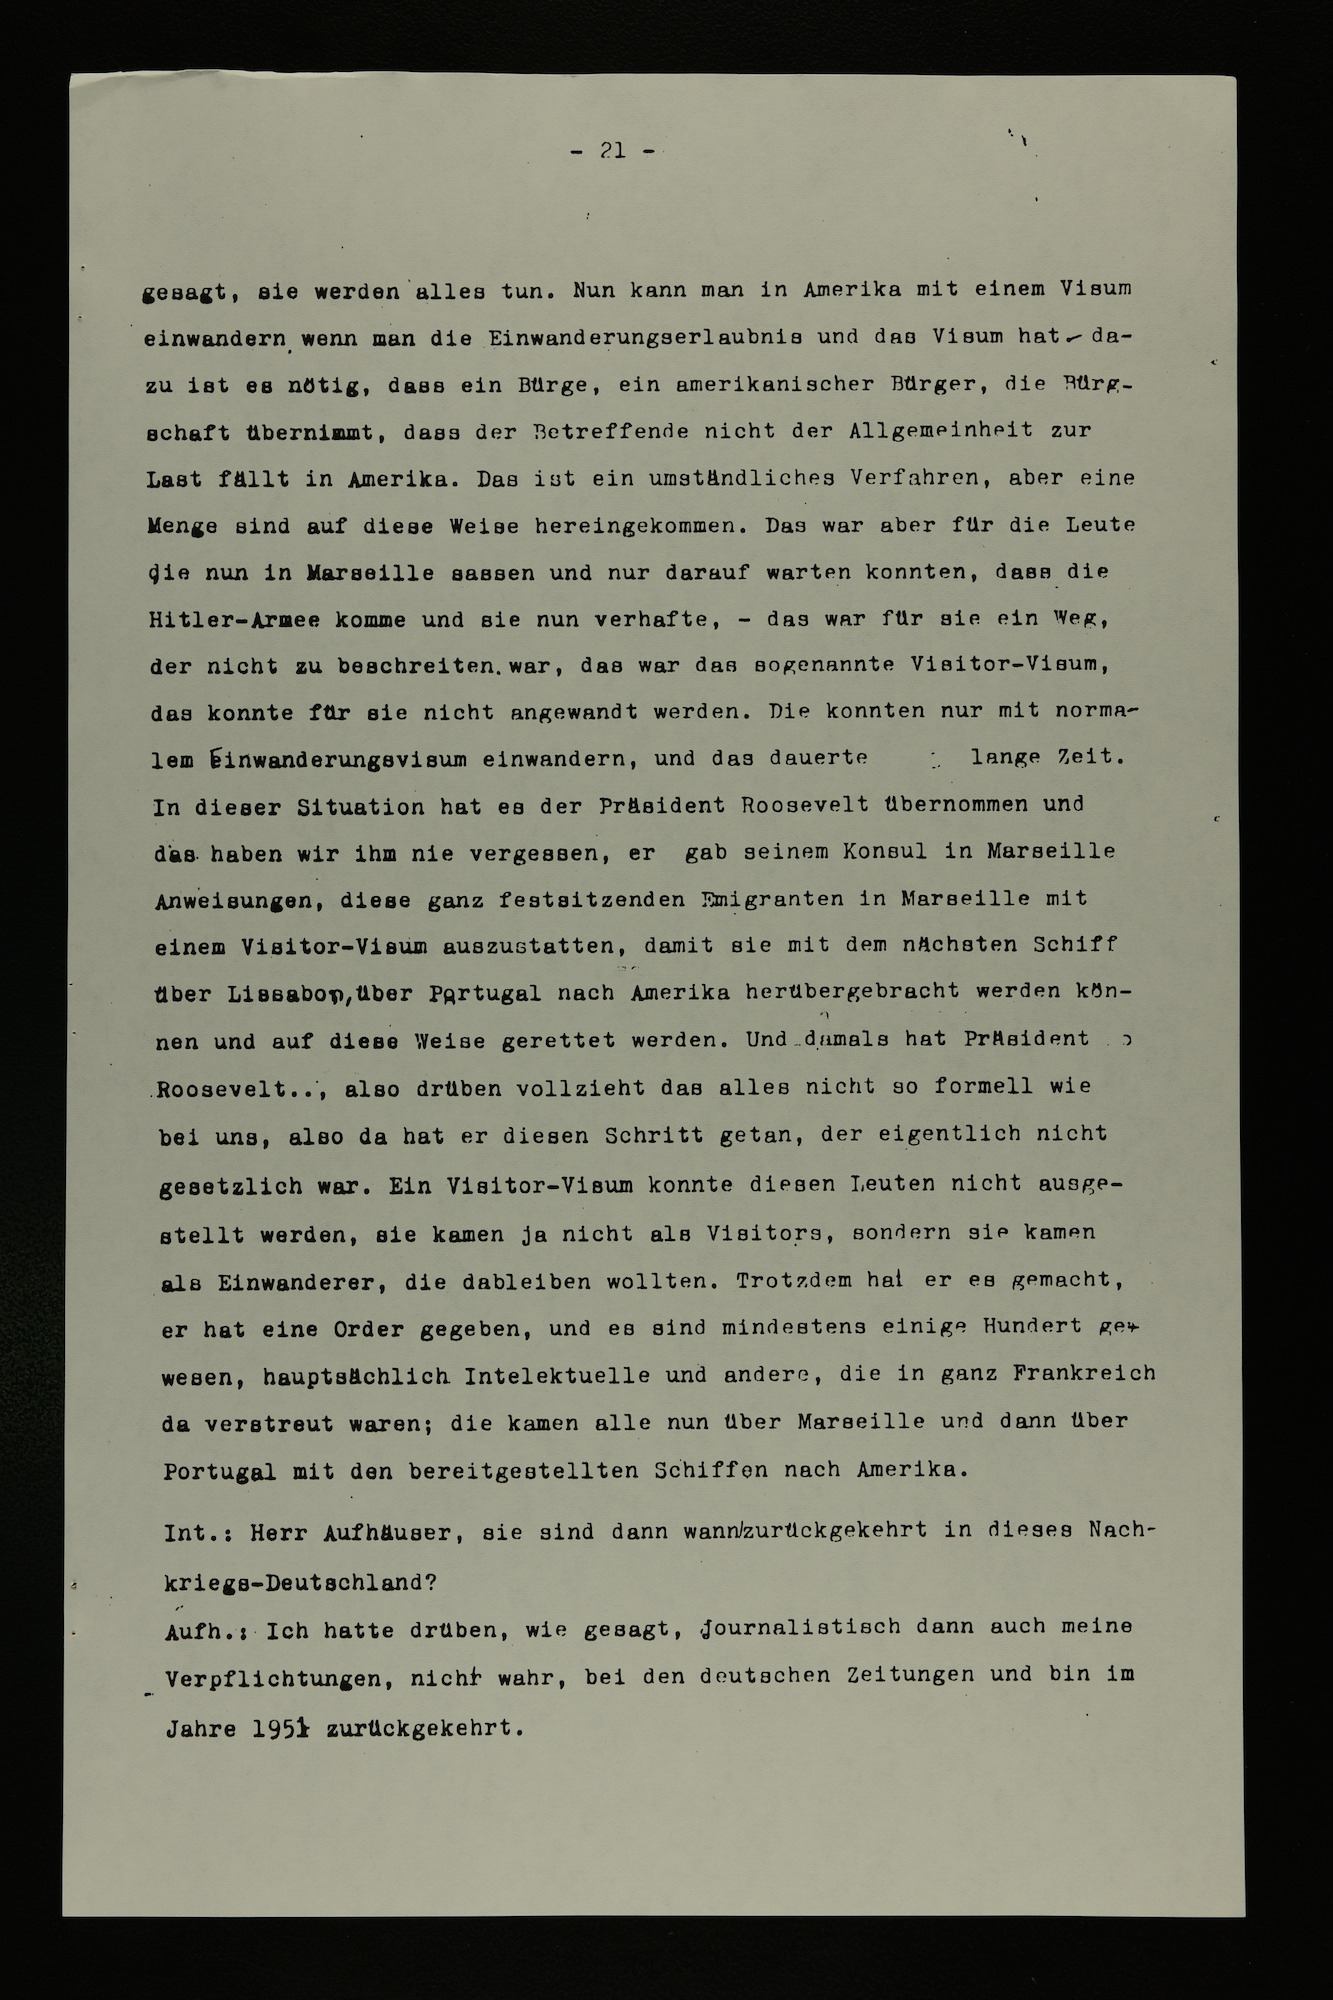 - 21 -
gesagt, sie werden alles tun. Nun kann man in Amerika mit einem Visum
einwandern, wenn man die Einwanderungserlaubnis und das Visum hat - da-
zu ist es nötig, dass ein Bürge, ein amerikanischer Bürger, die Bürg-
schaft übernimmt, dass der Betreffende nicht der Allgemeinheit zur
Last fällt in Amerika. Das ist ein umständliches Verfahren, aber eine
Menge sind auf diese Weise hereingekommen. Das war aber für die Leute
die nun in Marseille sassen und nur darauf warten konnten, dass die
Hitler-Armee komme und sie nun verhafte, - das war für sie ein Weg,
der nicht zu beschreiten war, das war das sogenannte Visitor-Visum,
das konnte für sie nicht angewandt werden. Die konnten nur mit norma-
lem Einwanderungsvisum einwandern, und das dauerte lange Zeit.
In dieser Situation hat es der Präsident Roosevelt übernommen und
das haben wir ihm nie vergessen, er gab seinem Konsul in Marseille
Anweisungen, diese ganz festsitzenden Emigranten in Marseille mit
einem Visitor-Visum auszustatten, damit sie mit dem nächsten Schiff
über Lissabon, über Portugal nach Amerika herübergebracht werden kön-
nen und auf diese Weise gerettet werden. Und damals hat Präsident
Roosevelt.., also drüben vollzieht das alles nicht so formell wie
bei uns, also da hat er diesen Schritt getan, der eigentlich nicht
gesetzlich war. Ein Visitor-Visum konnte diesen Leuten nicht ausge-
stellt werden, sie kamen ja nicht als Visitors, sondern sie kamen
als Einwanderer, die dableiben wollten. Trotzdem hat er es gemacht,
er hat eine Order gegeben, und es sind mindestens einige Hundert ge-
wesen, hauptsächlich Intelektuelle und andere, die in ganz Frankreich
da verstreut waren; die kamen alle nun über Marseille und dann über
Portugal mit den bereitgestellten Schiffen nach Amerika.
Int.: Herr Aufhäuser, sie sind dann wann/zurückgekehrt in dieses Nach-
kriegs-Deutschland?
Aufh.: Ich hatte drüben, wie gesagt, journalistisch dann auch meine
Verpflichtungen, nicht wahr, bei den deutschen Zeitungen und bin im
Jahre 1951 zurückgekehrt.